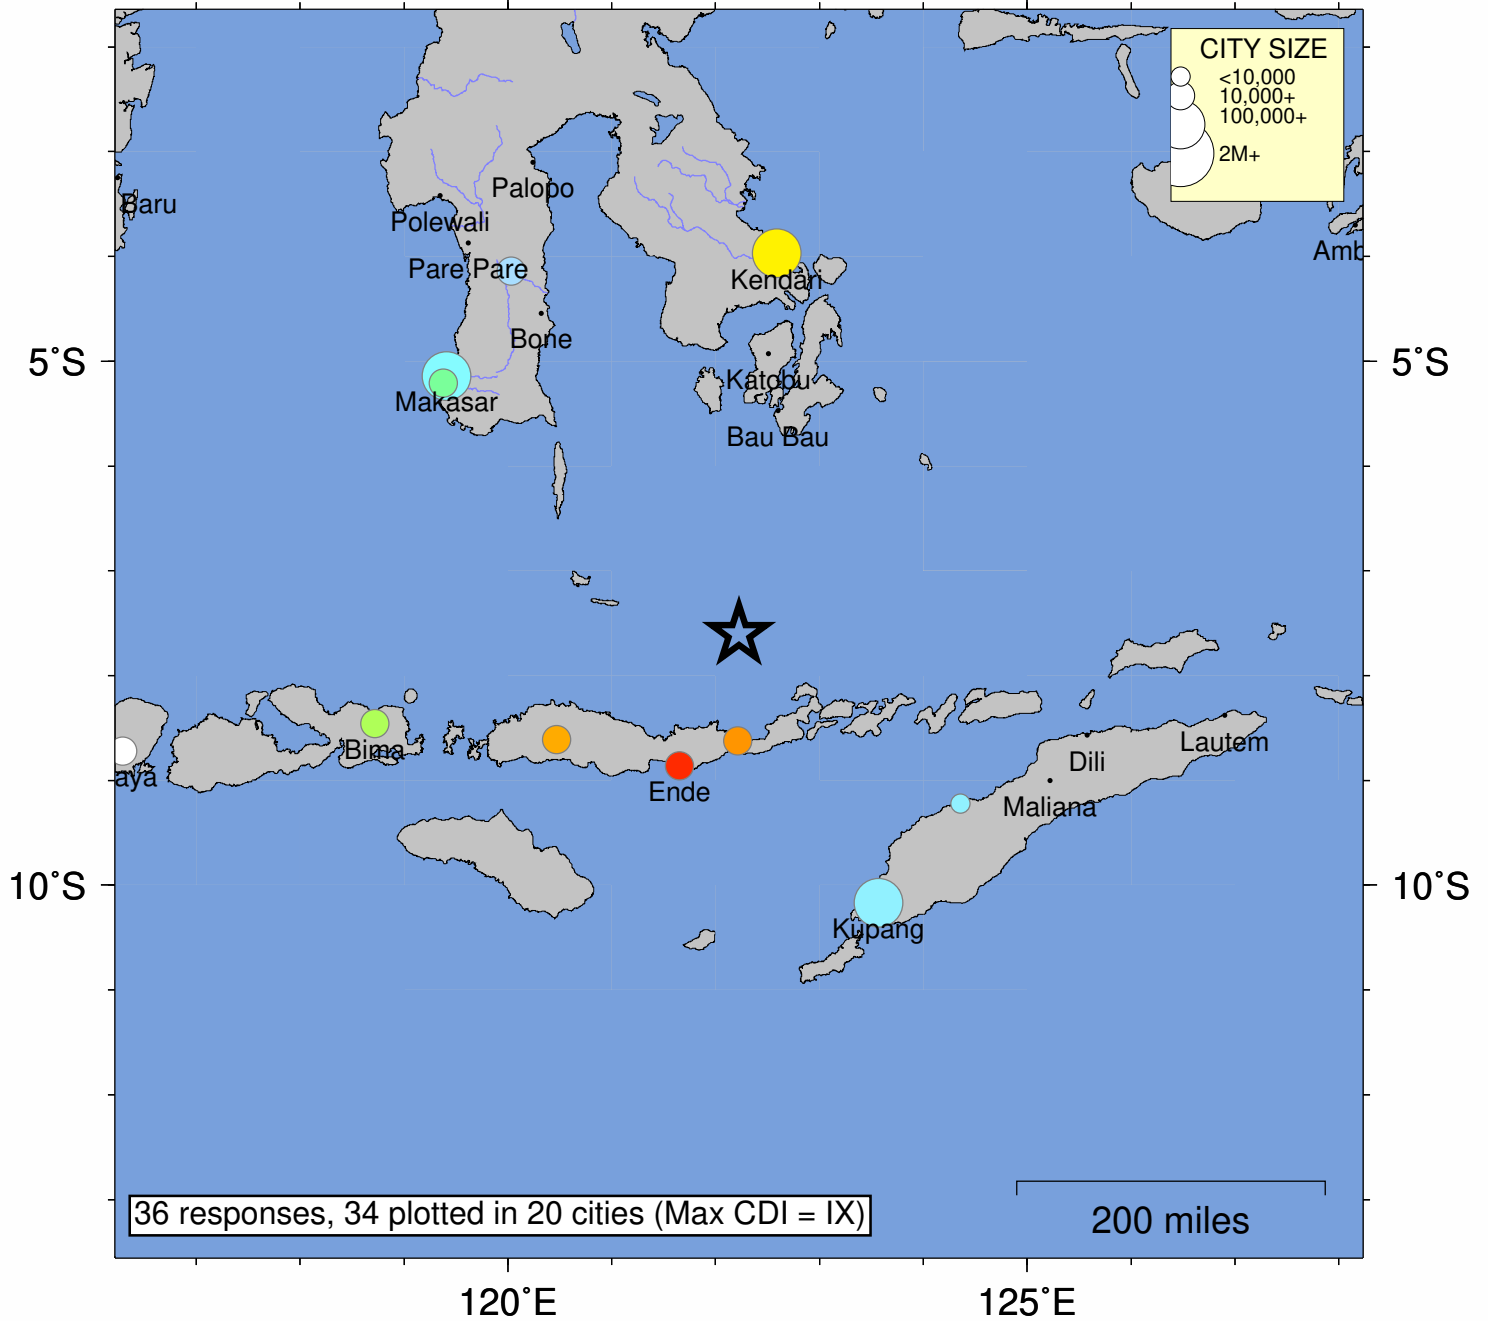 CITY SIZE
<10,000
10,000+
100,000+
2M+
Palopo
Baru
Polewali
Amb
Pare Pare
Kendari
Bone
5˚S
5˚S
Katobu
Makasar
Bau Bau
Bima
Lautem
Dili
aya
Ende
Maliana
10˚S
10˚S
Kupang
36 responses, 34 plotted in 20 cities (Max CDI = IX)
200 miles
120˚E
125˚E